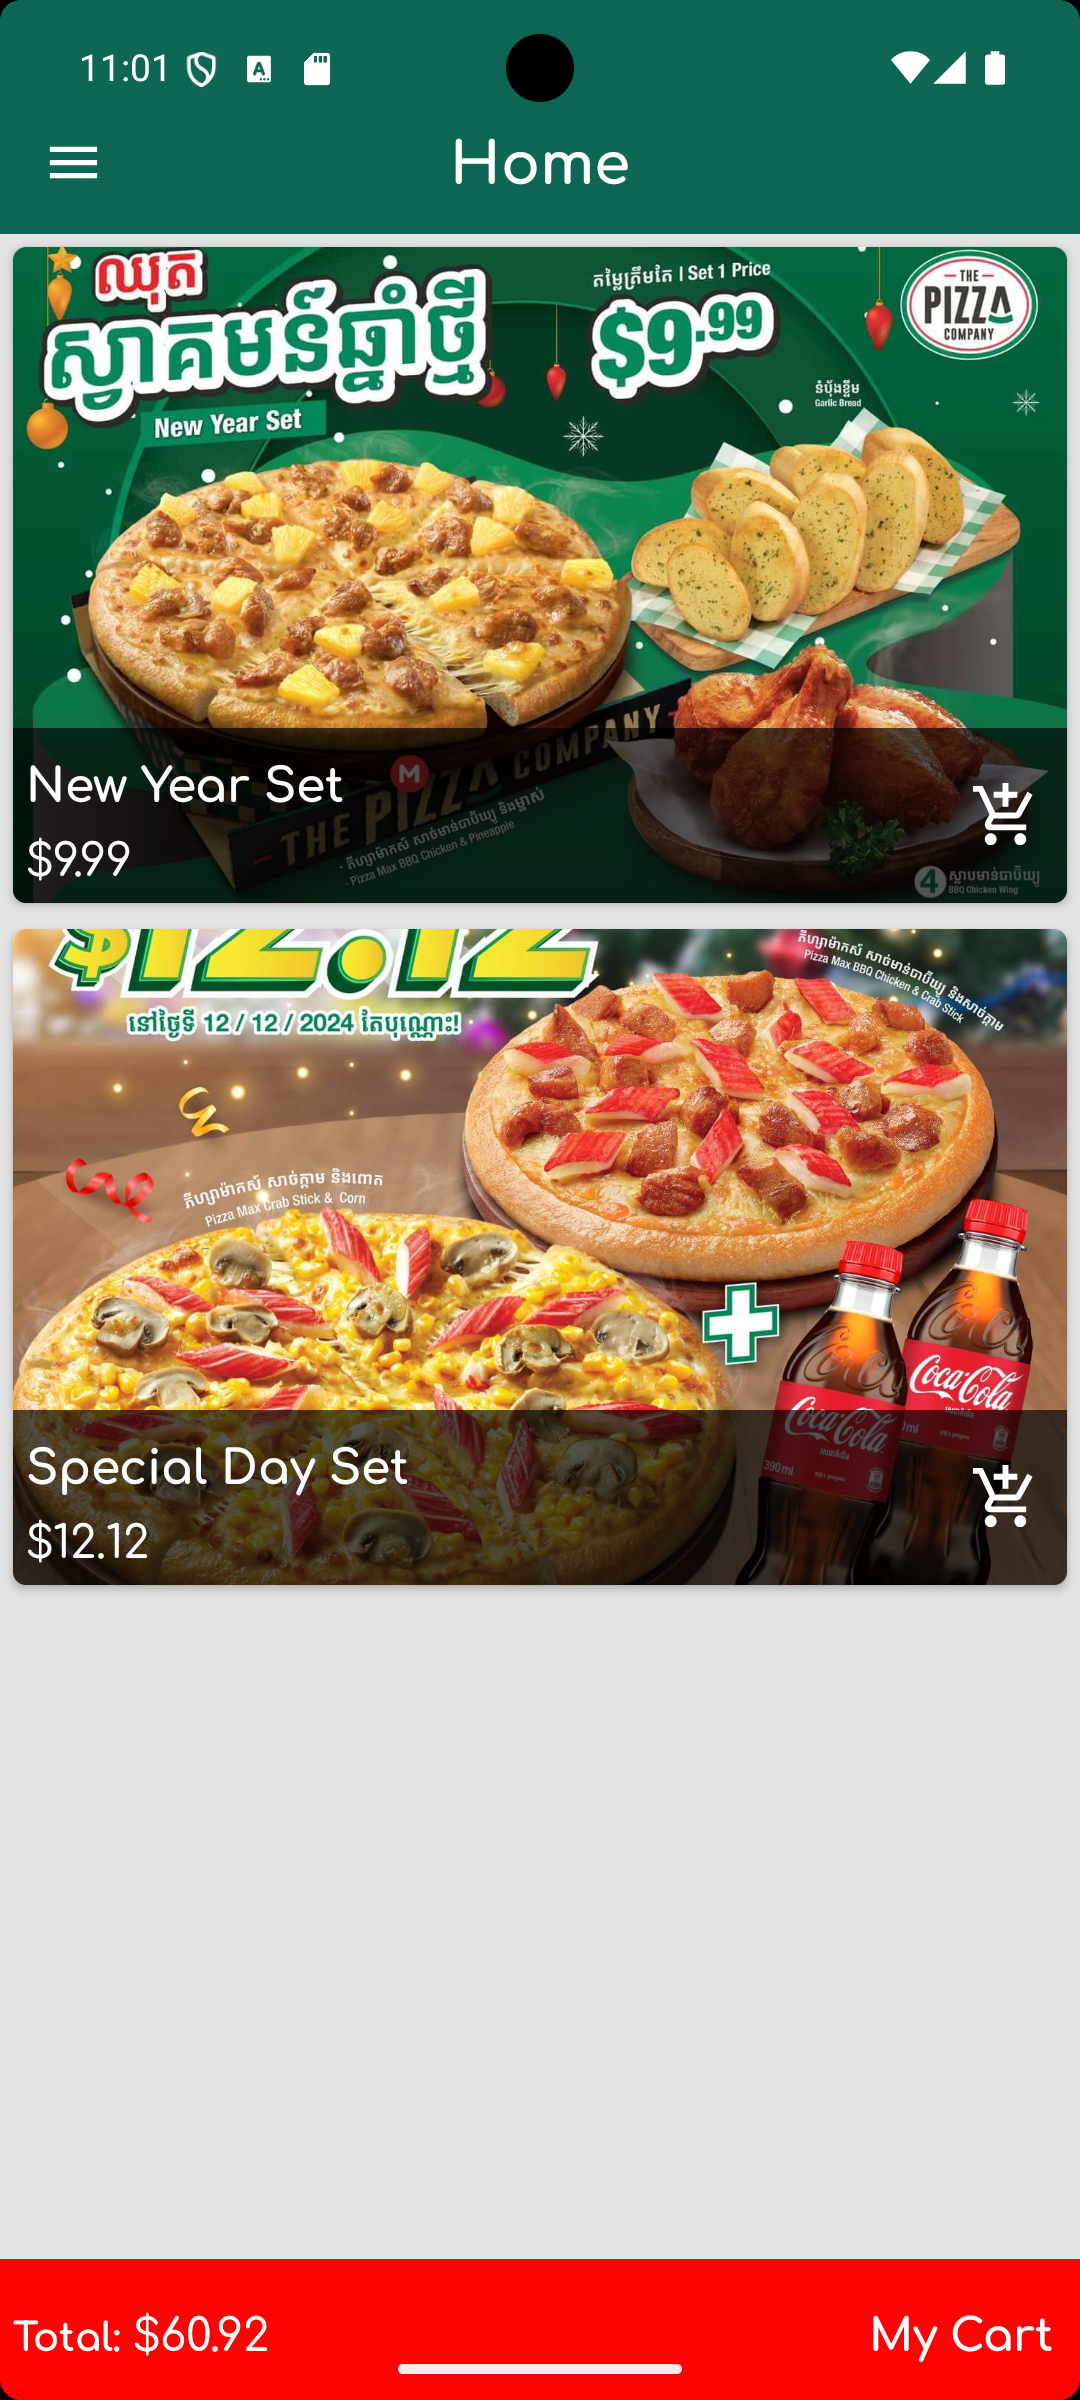 11:01
Home
ឈុត
ស្វាគមន៍ឆ្នាំថ្មី
New Year Set
តម្លៃត្រឹមតែ | Set 1 Price
$9.99
THE
PIZZA
COMPANY
នំប៉័ងខ្ទឹម
Garlic Bread
THE PIZZA COMPANY
· ភីហ្សាម៉ាកស៍ សាច់មាន់បាប៊ីឃ្យូ និងម្នាស់
· Pizza Max BBQ Chicken & Pineapple
New Year Set
$9.99
4
ស្លាបមាន់បាប៊ីឃ្យូ
BBQ Chicken Wing
$12.12
នៅថ្ងៃទី 12 / 12 / 2024 តែប៉ុណ្ណោះ!
ភីហ្សាម៉ាកស៍ សាច់មាន់បាប៊ីឃ្យូ និងសាច់ក្តាម
Pizza Max BBQ Chicken & Crab Stick
ភីហ្សាម៉ាកស៍ សាច់ក្តាម និងពោត
Pizza Max Crab Stick & Corn
Coca-Cola
Coca-Cola
390ml
Special Day Set
$12.12
Total: $60.92
My Cart